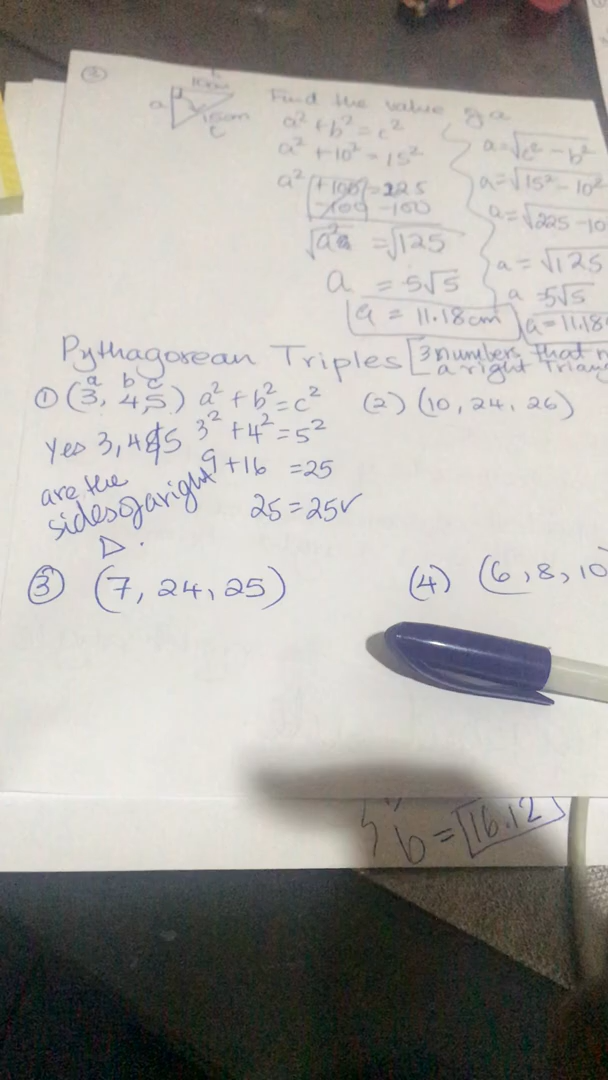 ②
10cm
a
15cm
c
Find the value of a
a² + b² = c²
a² + 10² = 15²
a² + 100 = 225
-100 -100
√a² = √125
a = 5√5
a = 11.18cm
a = √c² - b²
a = √15² - 10²
a = √225 - 10
a = √125
a = 5√5
a = 11.18
Pythagorean Triples [3 numbers that
a right Triang
a b c
① (3, 4, 5) a² + b² = c²
Yes 3, 4 & 5 3² + 4² = 5²
are the 9 + 16 = 25
sides of a right 25 = 25 ✓
△.
(2) (10, 24, 26)
③ (7, 24, 25)
(4) (6, 8, 10)
b = 16.12